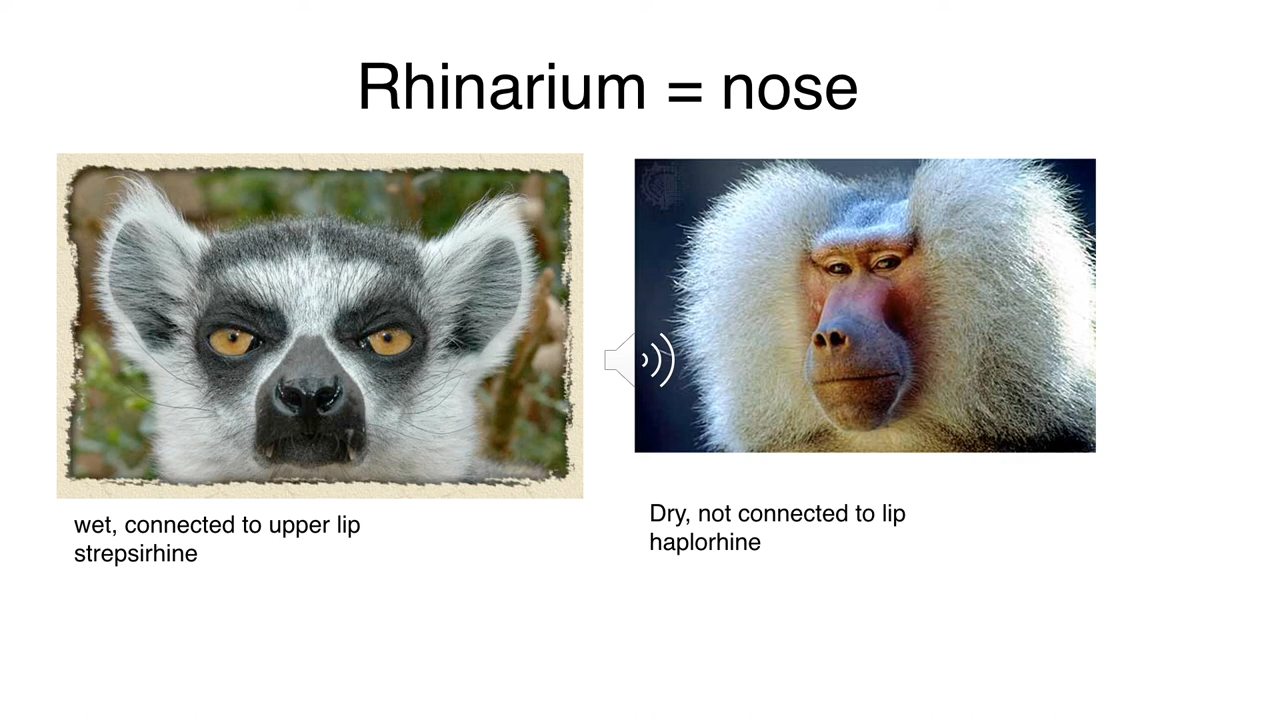 Rhinarium = nose
wet, connected to upper lip
strepsirhine
Dry, not connected to lip
haplorhine